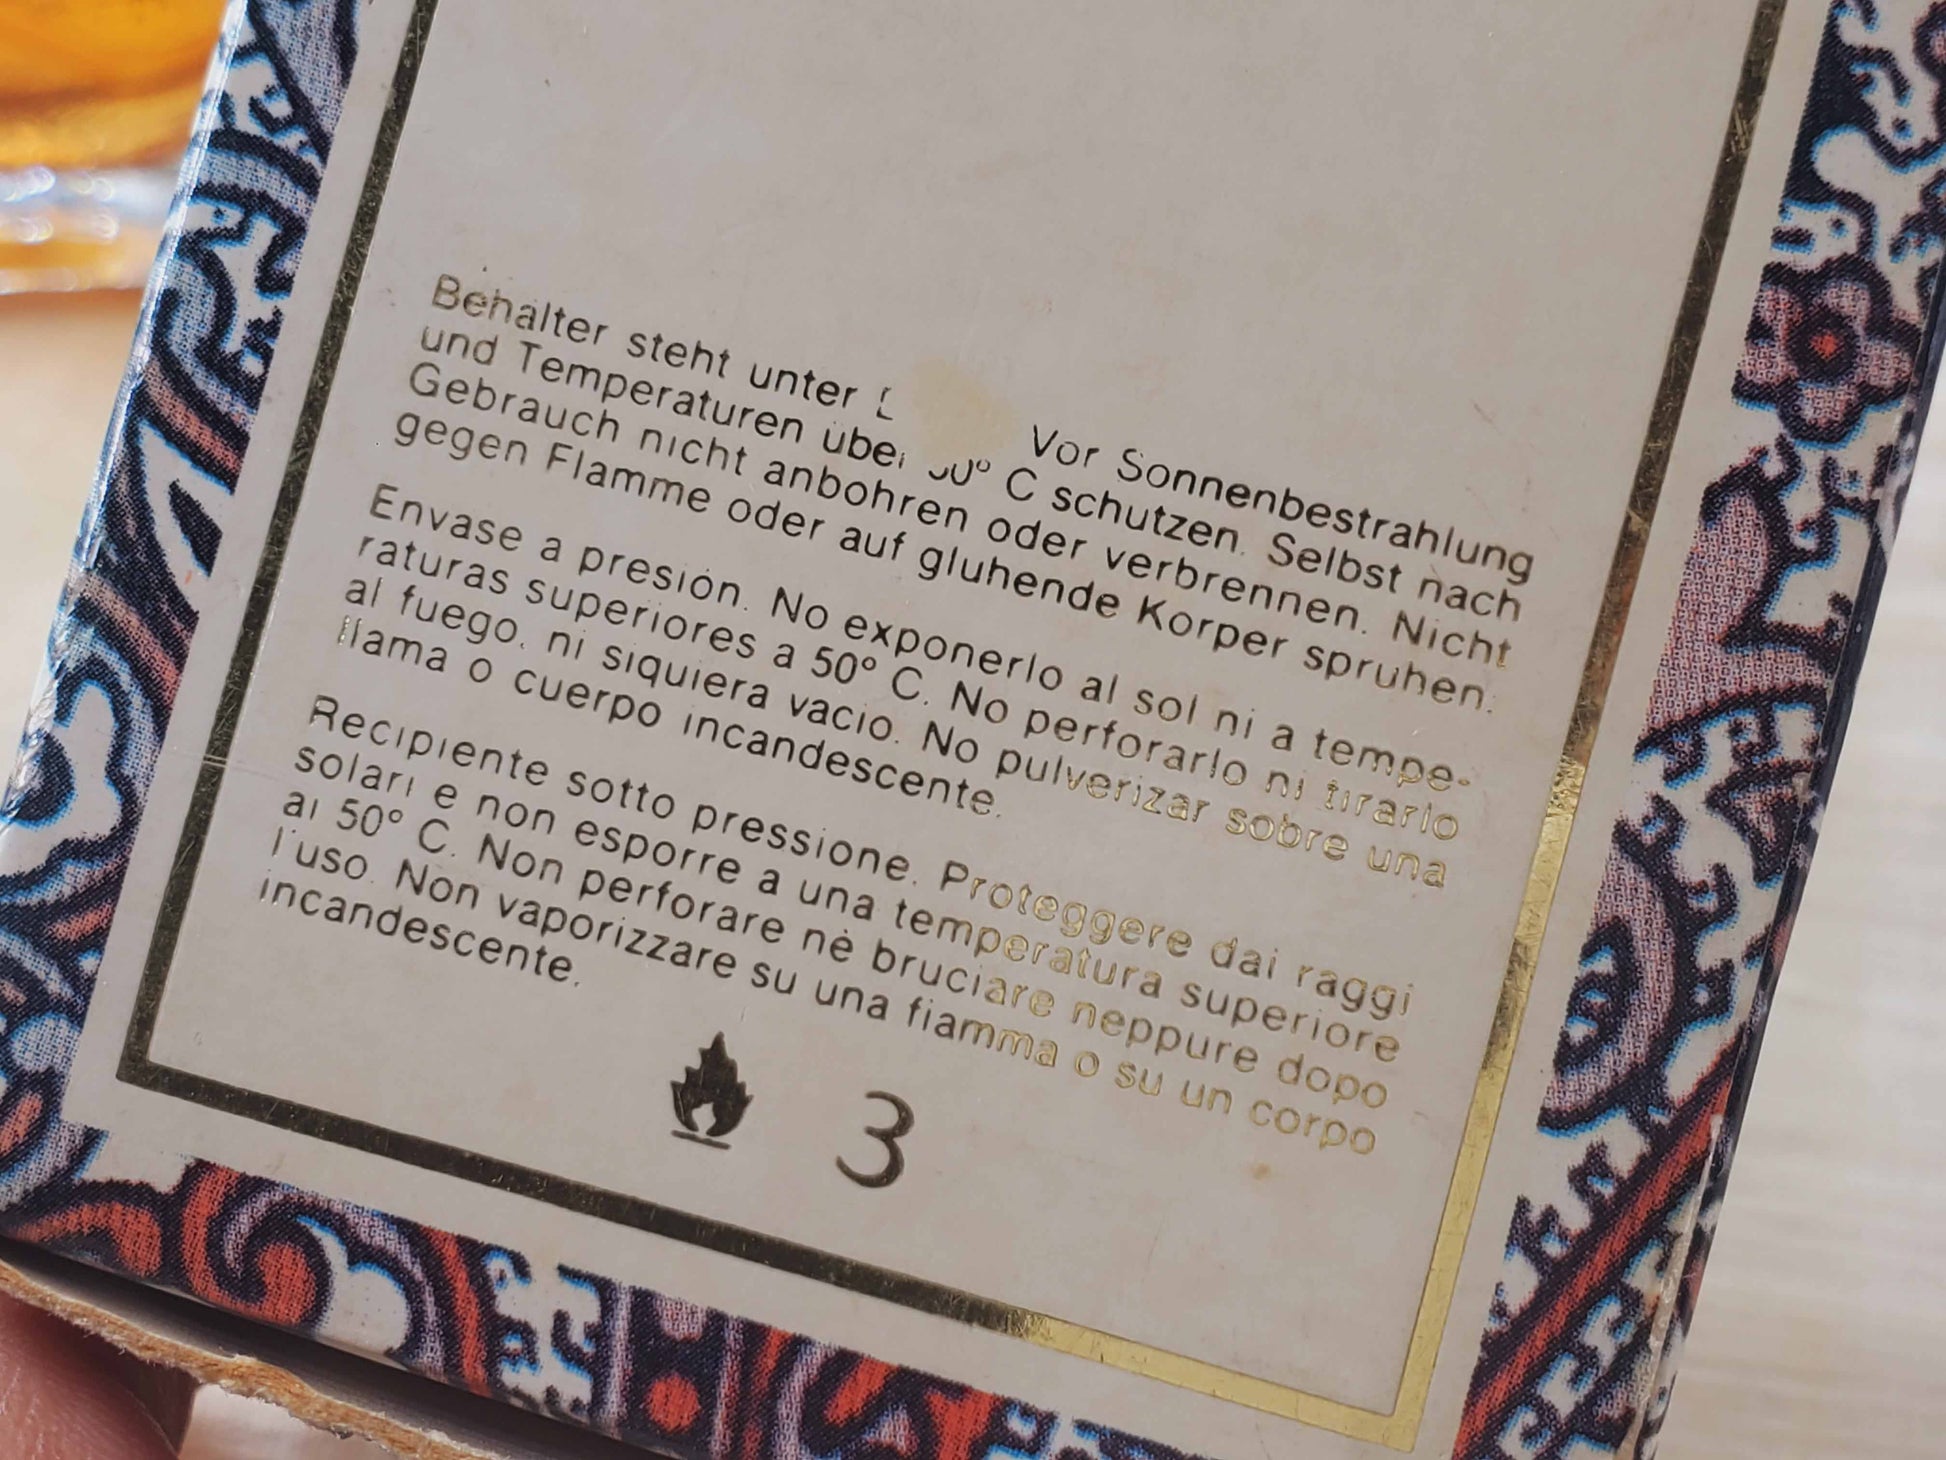 Behalter steht unter Vor Sonnenbestrahlung
und Temperaturen über C schutzen. Selbst nach
Gebrauch nicht anbohren oder verbrennen. Nicht
gegen Flamme oder auf gluhende Korper spruhen.
Envase a presión. No exponerlo al sol ni a tempe-
raturas superiores a 50° C. No perforarlo ni tirarlo
al fuego, ni siquiera vacio. No pulverizar sobre una
llama o cuerpo incandescente.
Recipiente sotto pressione. Proteggere dai raggi
solari e non esporre a una temperatura superiore
ai 50° C. Non perforare nè bruciare neppure dopo
l'uso. Non vaporizzare su una fiamma o su un corpo
incandescente.
3